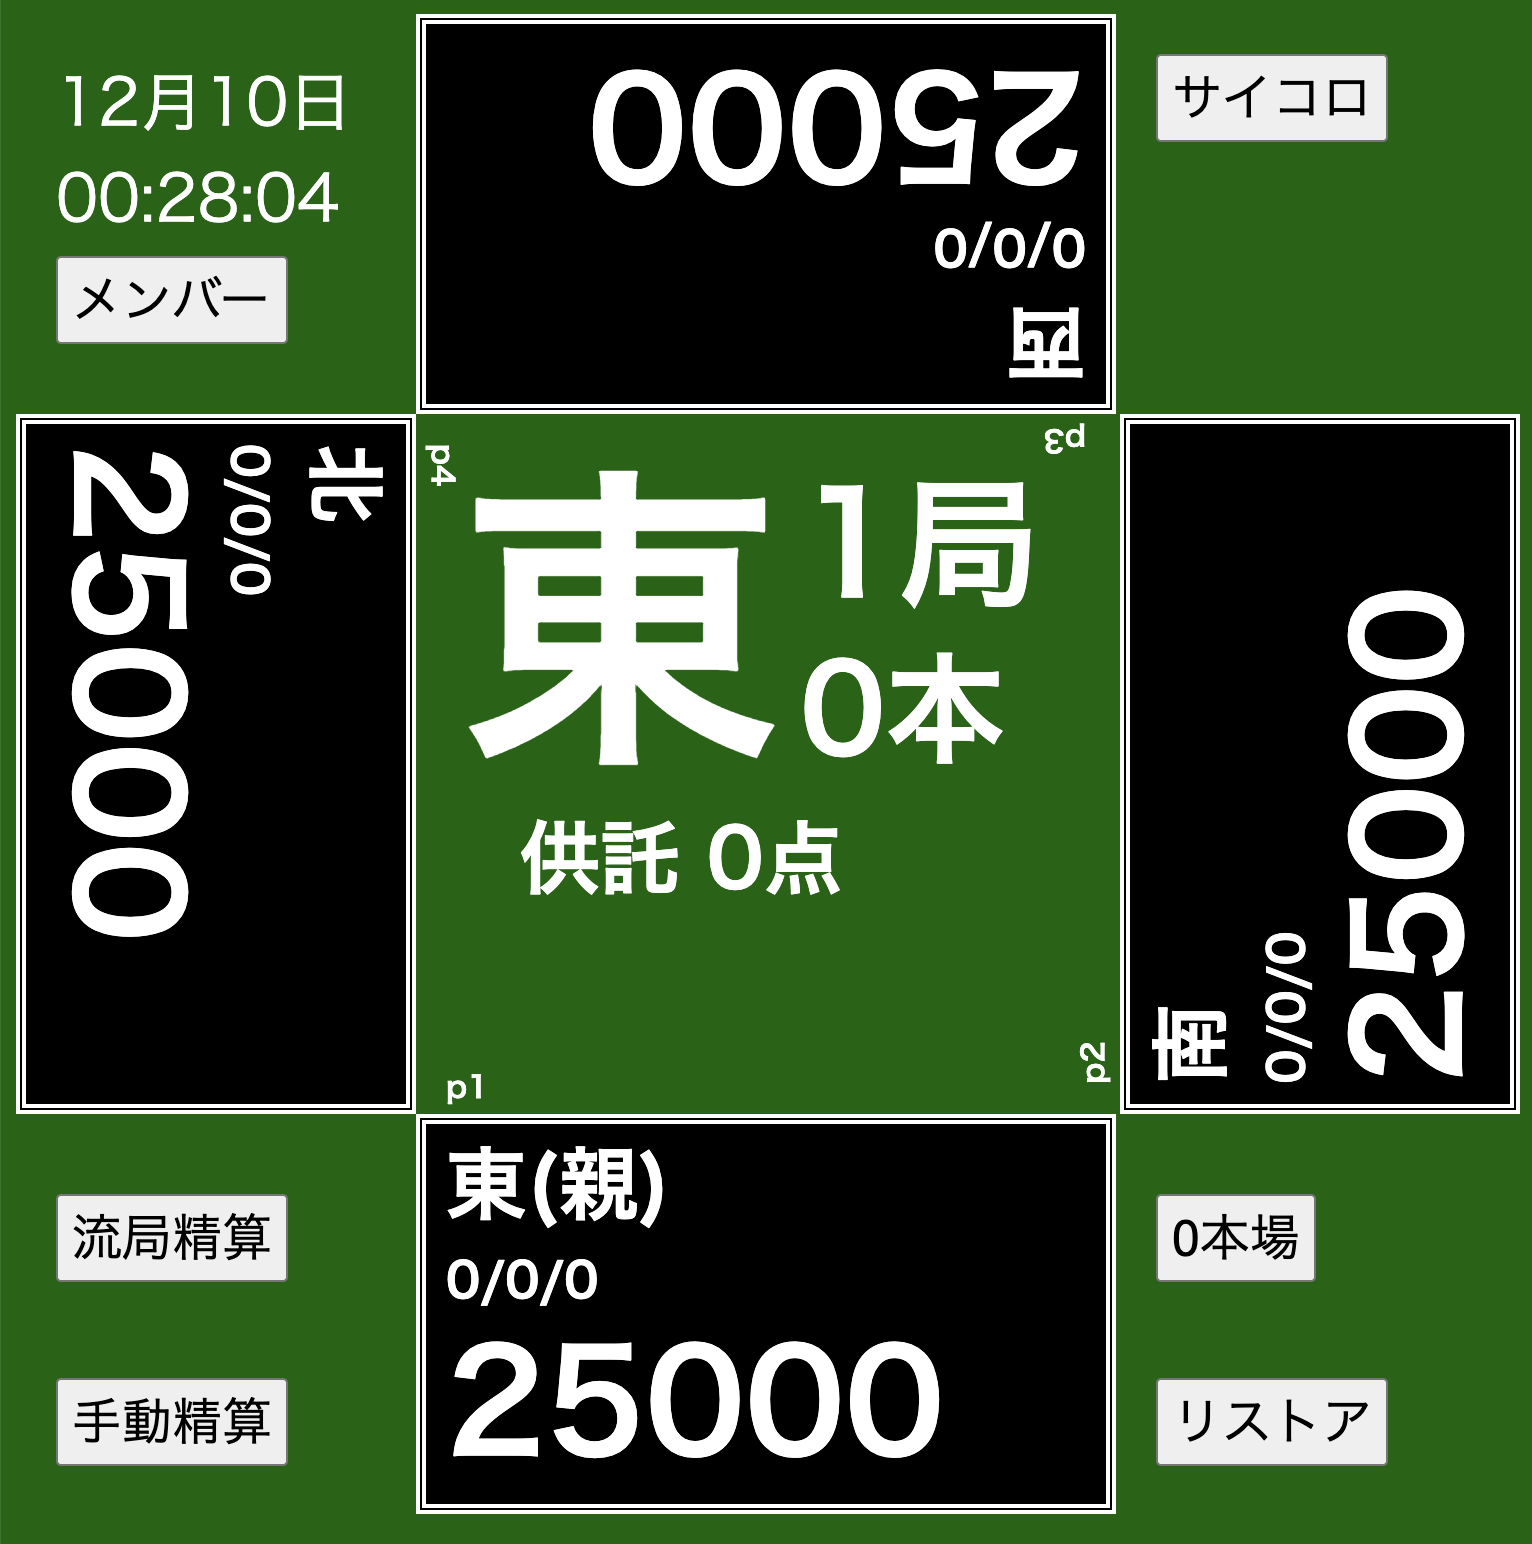 12月10日
00:28:04
メンバー
25000
0/0/0
西
サイコロ
北
0/0/0
25000
p4
p3
東
1局
0本
供託 0点
p1
p2
南
0/0/0
25000
東(親)
0/0/0
25000
流局精算
手動精算
0本場
リストア